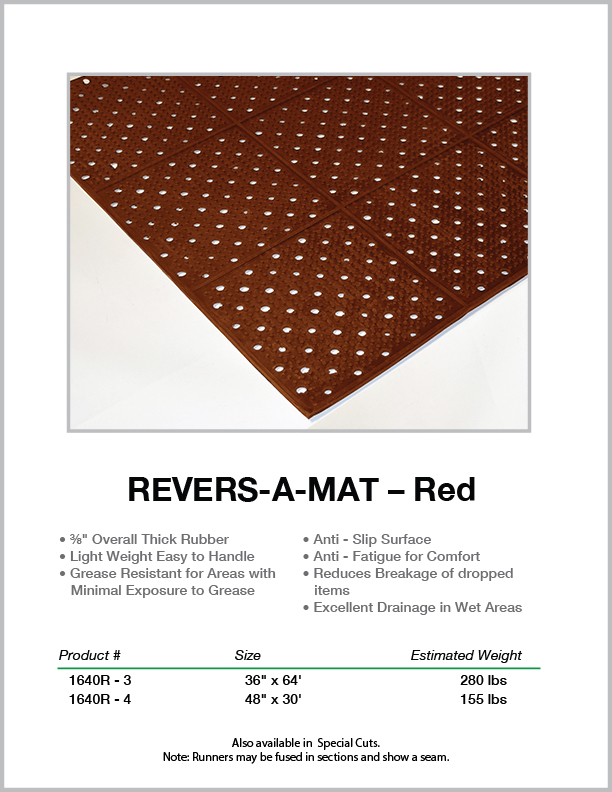 REVERS-A-MAT – Red
• ⅜" Overall Thick Rubber
• Light Weight Easy to Handle
• Grease Resistant for Areas with
Minimal Exposure to Grease
• Anti - Slip Surface
• Anti - Fatigue for Comfort
• Reduces Breakage of dropped
items
• Excellent Drainage in Wet Areas
Product # Size Estimated Weight
1640R - 3 36" x 64' 280 lbs
1640R - 4 48" x 30' 155 lbs
Also available in Special Cuts.
Note: Runners may be fused in sections and show a seam.